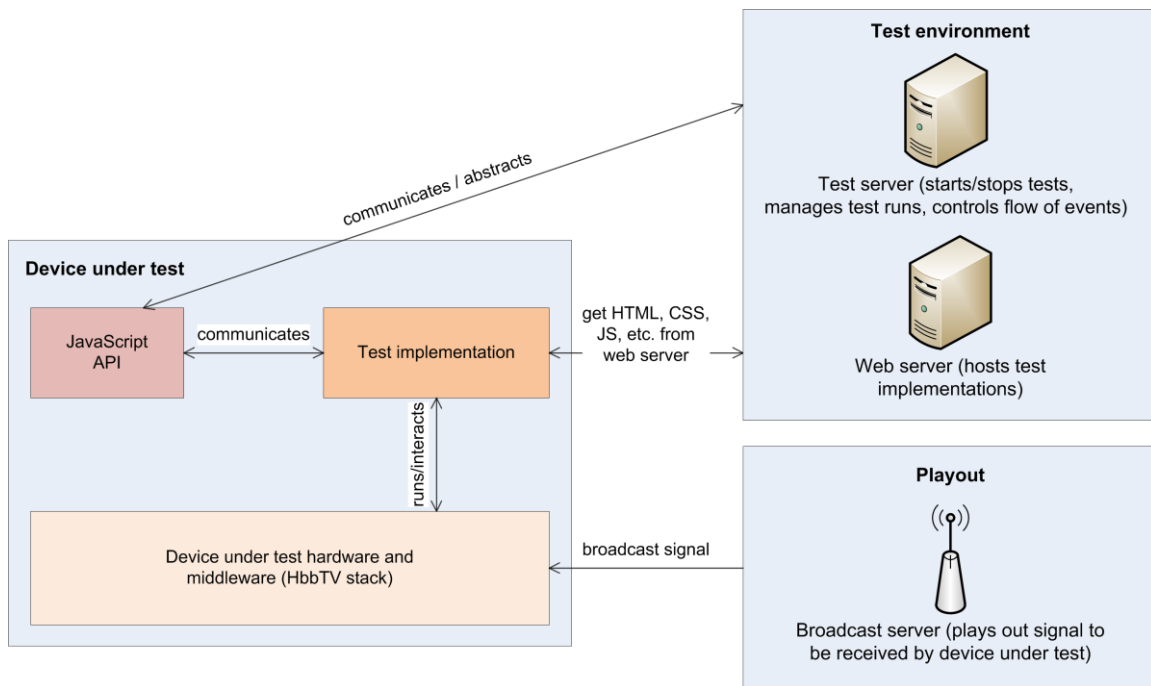 Test environment
Test server (starts/stops tests,
manages test runs, controls flow of events)
Web server (hosts test
implementations)
communicates / abstracts
Device under test
JavaScript
API
communicates
Test implementation
get HTML, CSS,
JS, etc. from
web server
runs/interacts
Device under test hardware and
middleware (HbbTV stack)
broadcast signal
Playout
Broadcast server (plays out signal to
be received by device under test)